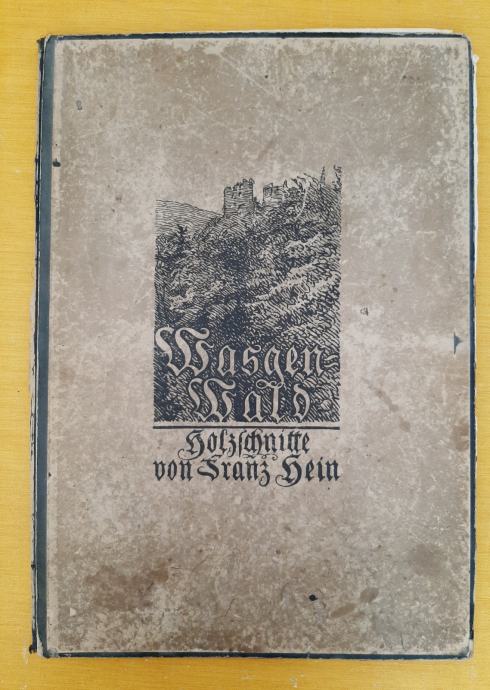 Wasgen=
Wald
Holzschnitte
von Franz Hein